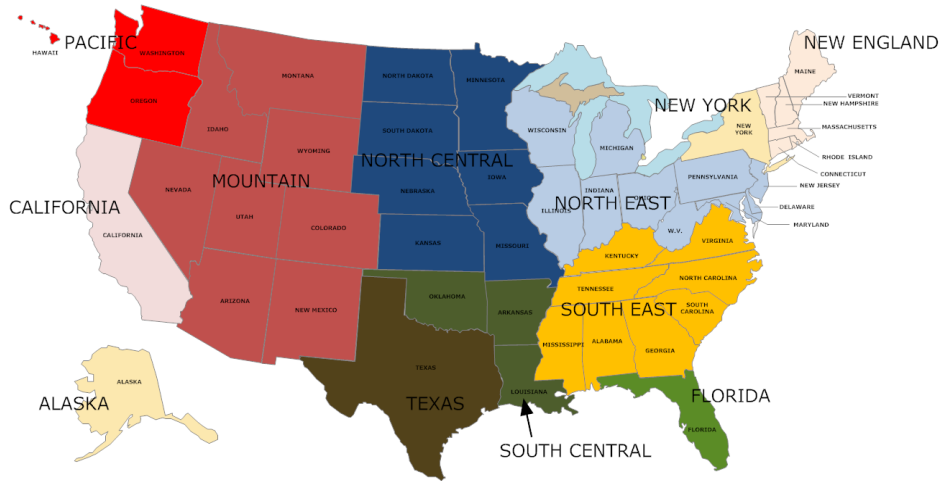 HAWAII
PACIFIC
WASHINGTON
OREGON
MONTANA
IDAHO
WYOMING
MOUNTAIN
NEVADA
UTAH
COLORADO
ARIZONA
NEW MEXICO
CALIFORNIA
CALIFORNIA
NORTH DAKOTA
MINNESOTA
SOUTH DAKOTA
NORTH CENTRAL
IOWA
NEBRASKA
KANSAS
MISSOURI
WISCONSIN
MICHIGAN
ILLINOIS
INDIANA
NORTH EAST
PENNSYLVANIA
W.V.
NEW YORK
NEW
YORK
NEW ENGLAND
MAINE
VERMONT
NEW HAMPSHIRE
MASSACHUSETTS
RHODE ISLAND
CONNECTICUT
NEW JERSEY
DELAWARE
MARYLAND
VIRGINIA
KENTUCKY
TENNESSEE
NORTH CAROLINA
SOUTH
CAROLINA
SOUTH EAST
MISSISSIPPI
ALABAMA
GEORGIA
OKLAHOMA
ARKANSAS
LOUISIANA
SOUTH CENTRAL
TEXAS
TEXAS
FLORIDA
FLORIDA
ALASKA
ALASKA